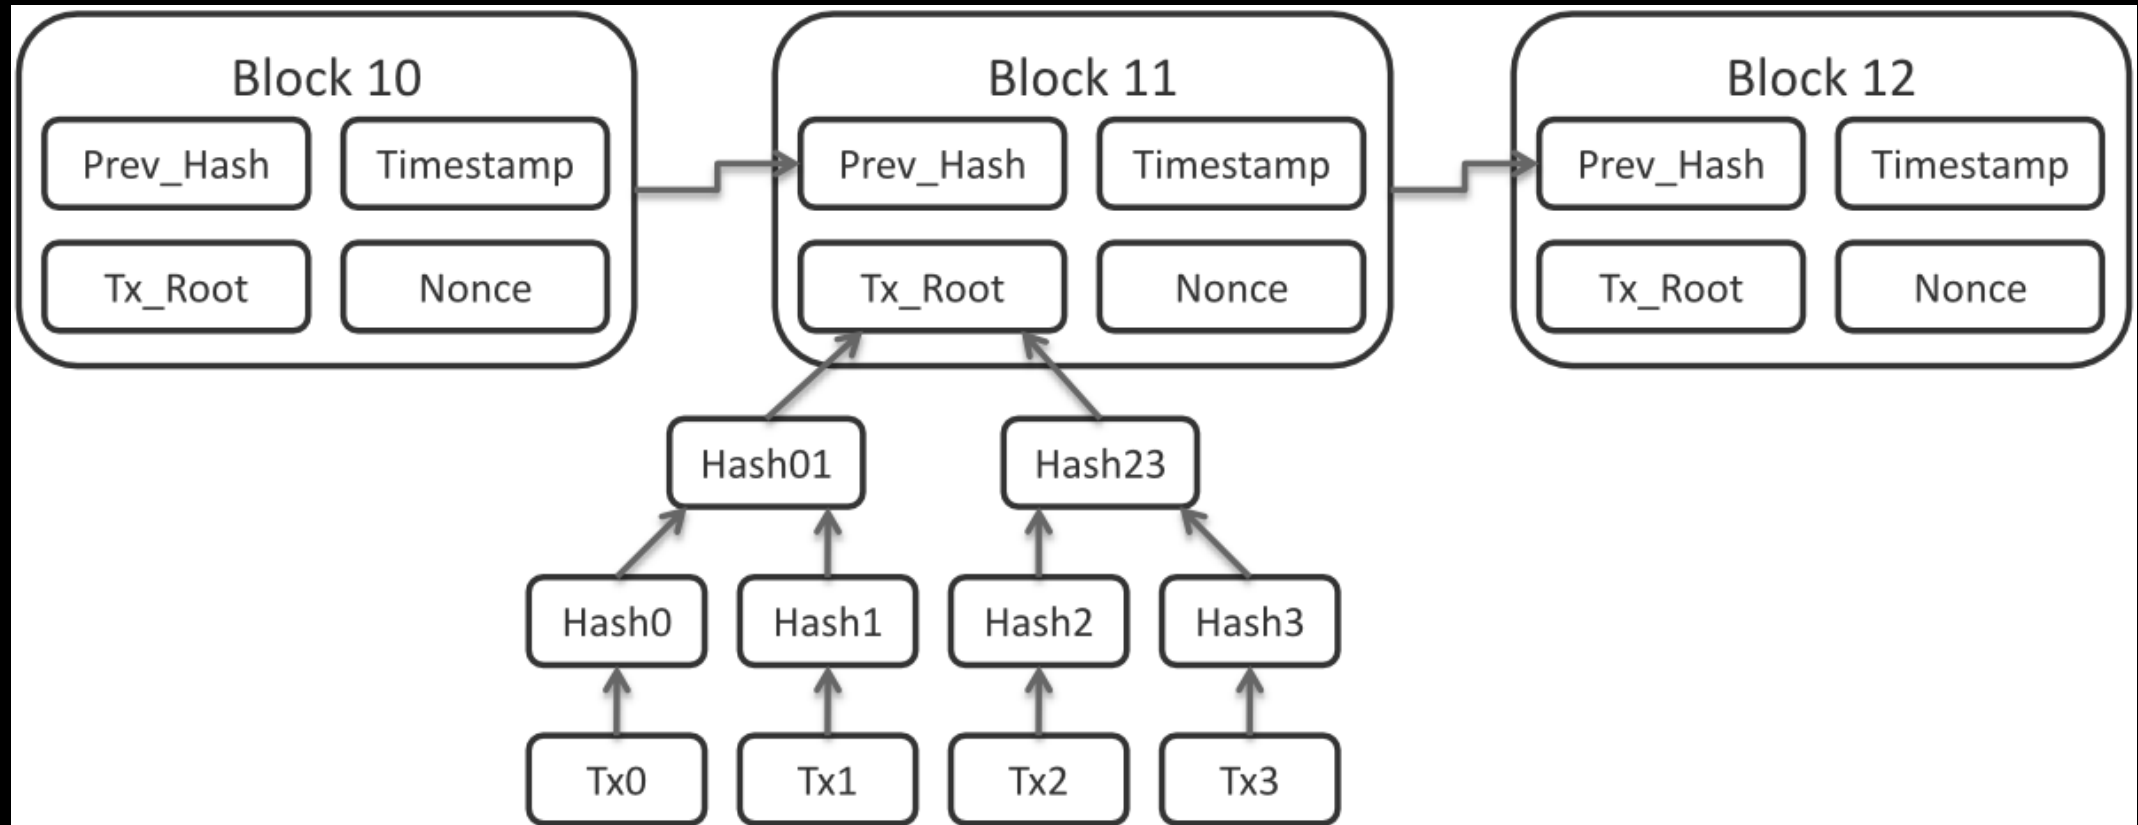 Block 10
Block 11
Block 12
Prev_Hash Timestamp
Prev_Hash Timestamp
Prev_Hash Timestamp
Tx_Root Nonce
Tx_Root Nonce
Tx_Root Nonce
Hash01
Hash23
Hash0
Hash1
Hash2
Hash3
Tx0
Tx1
Tx2
Tx3